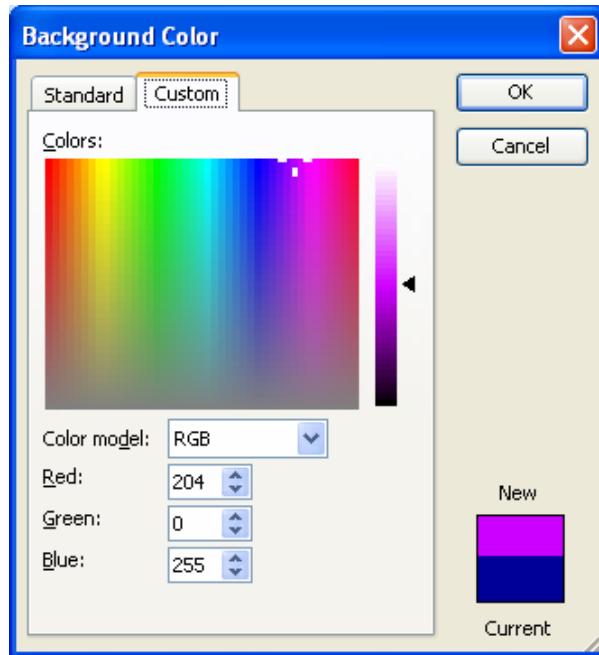 Background Color
Standard Custom OK
Colors: Cancel
Color model: RGB
Red: 204
Green: 0
Blue: 255
New
Current